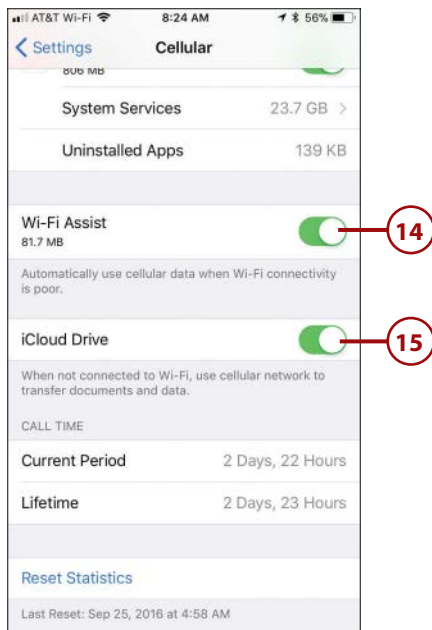 AT&T Wi-Fi 8:24 AM 56%
Settings Cellular
806 MB
System Services 23.7 GB
Uninstalled Apps 139 KB
Wi-Fi Assist
14
81.7 MB
Automatically use cellular data when Wi-Fi connectivity
is poor.
iCloud Drive 15
When not connected to Wi-Fi, use cellular network to
transfer documents and data.
CALL TIME
Current Period 2 Days, 22 Hours
Lifetime 2 Days, 23 Hours
Reset Statistics
Last Reset: Sep 25, 2016 at 4:58 AM